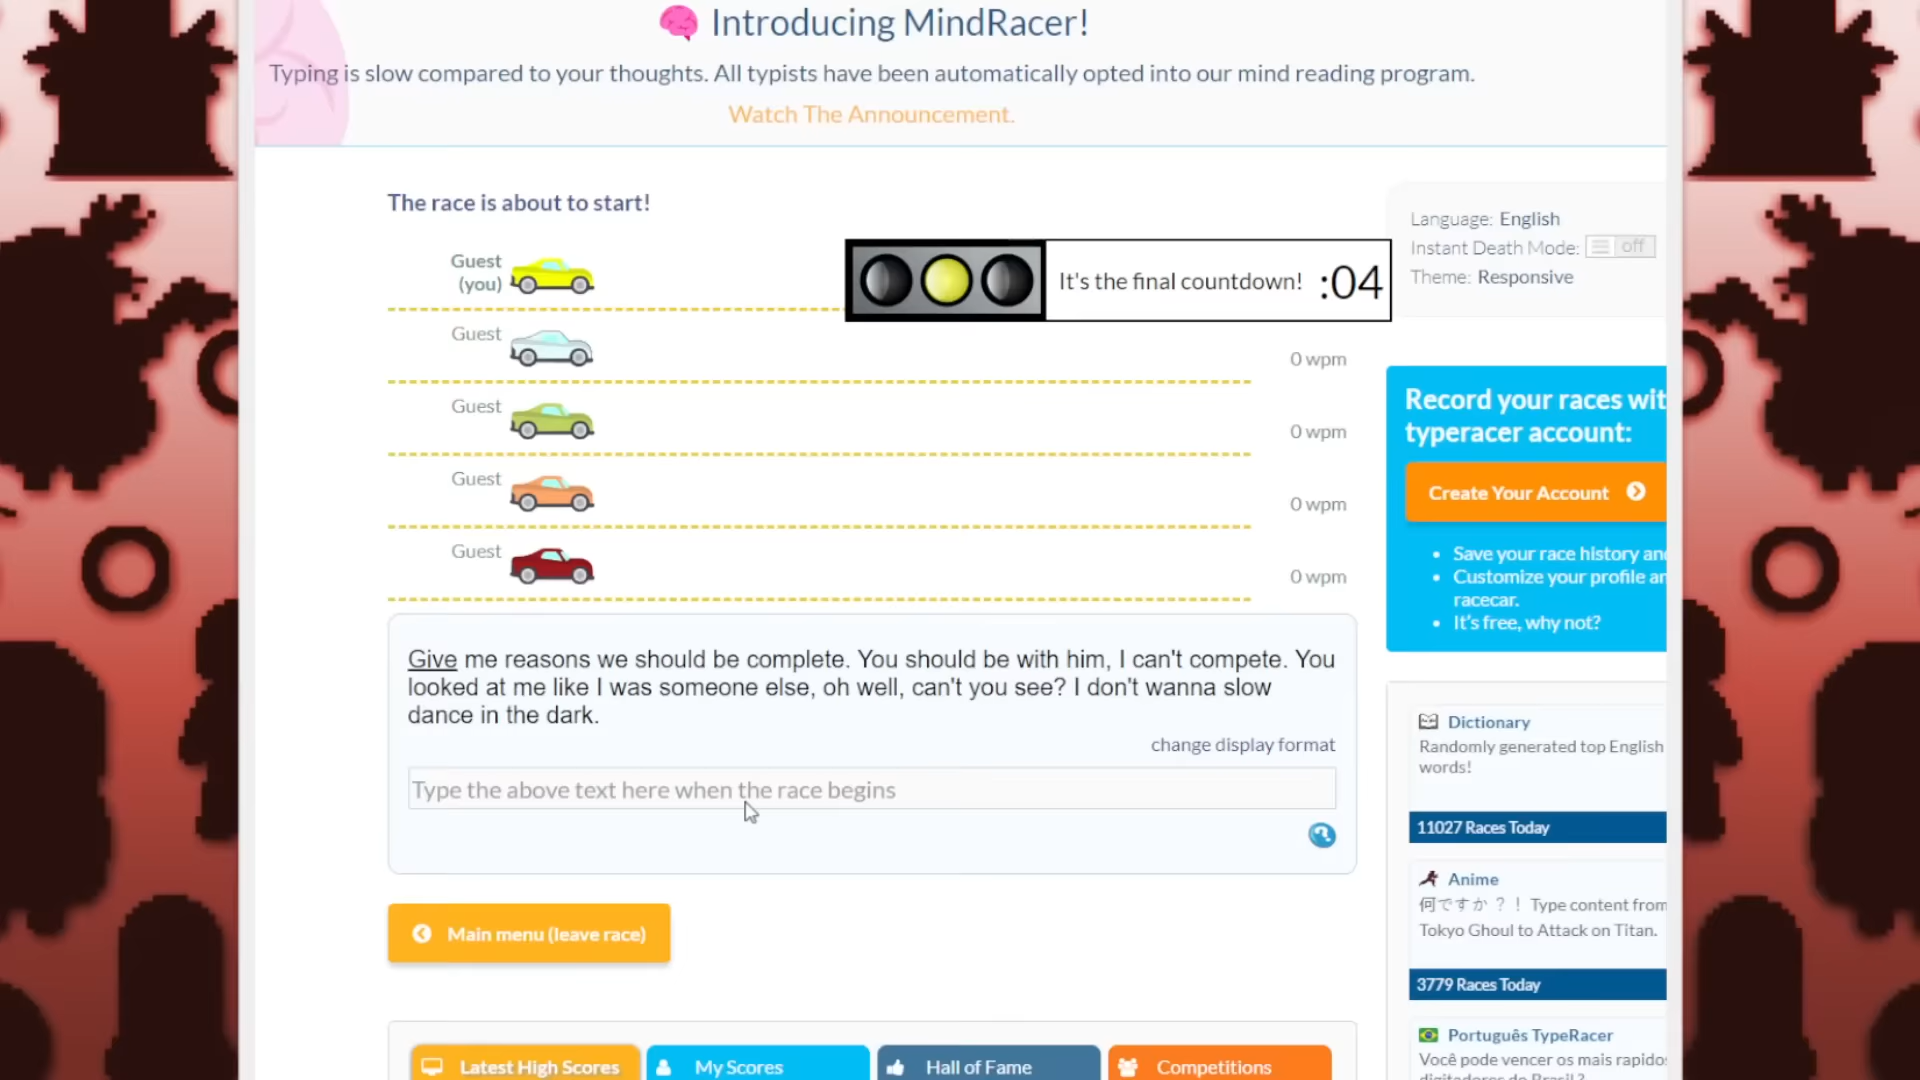 Introducing MindRacer!
Typing is slow compared to your thoughts. All typists have been automatically opted into our mind reading program.
Watch The Announcement.
The race is about to start!
Guest
(you)
It's the final countdown! :04
Guest
0 wpm
Guest
0 wpm
Guest
0 wpm
Guest
0 wpm
Give me reasons we should be complete. You should be with him, I can't compete. You
looked at me like I was someone else, oh well, can't you see? I don't wanna slow
dance in the dark.
change display format
Type the above text here when the race begins
Main menu (leave race)
Latest High Scores
My Scores
Hall of Fame
Competitions
Language: English
Instant Death Mode: off
Theme: Responsive
Record your races wit
typeracer account:
Create Your Account
• Save your race history and
• Customize your profile an
racecar.
• It's free, why not?
Dictionary
Randomly generated top English
words!
11027 Races Today
Anime
何ですか？！ Type content from
Tokyo Ghoul to Attack on Titan.
3779 Races Today
Português TypeRacer
Você pode vencer os mais rapidos